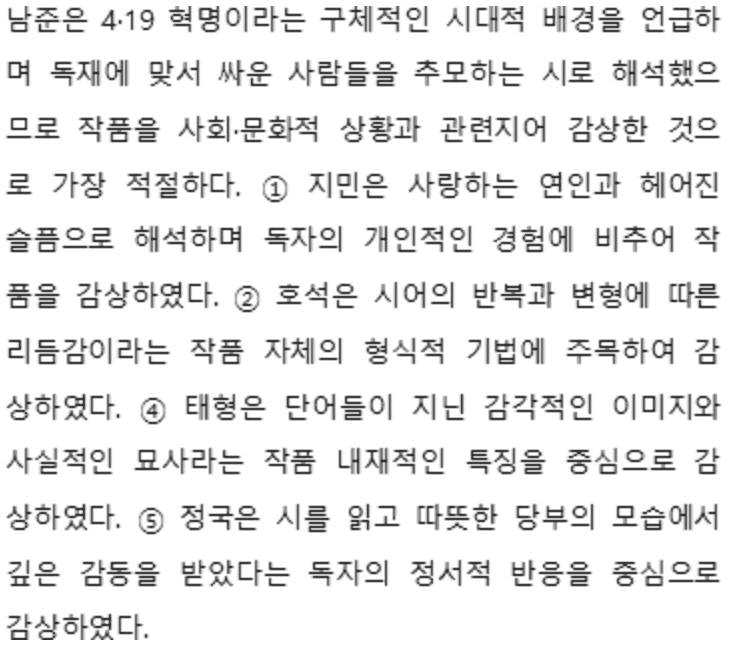 남준은 4·19 혁명이라는 구체적인 시대적 배경을 언급하
며 독재에 맞서 싸운 사람들을 추모하는 시로 해석했으
므로 작품을 사회·문화적 상황과 관련지어 감상한 것으
로 가장 적절하다. ① 지민은 사랑하는 연인과 헤어진
슬픔으로 해석하며 독자의 개인적인 경험에 비추어 작
품을 감상하였다. ② 호석은 시어의 반복과 변형에 따른
리듬감이라는 작품 자체의 형식적 기법에 주목하여 감
상하였다. ④ 태형은 단어들이 지닌 감각적인 이미지와
사실적인 묘사라는 작품 내재적인 특징을 중심으로 감
상하였다. ⑤ 정국은 시를 읽고 따뜻한 당부의 모습에서
깊은 감동을 받았다는 독자의 정서적 반응을 중심으로
감상하였다.